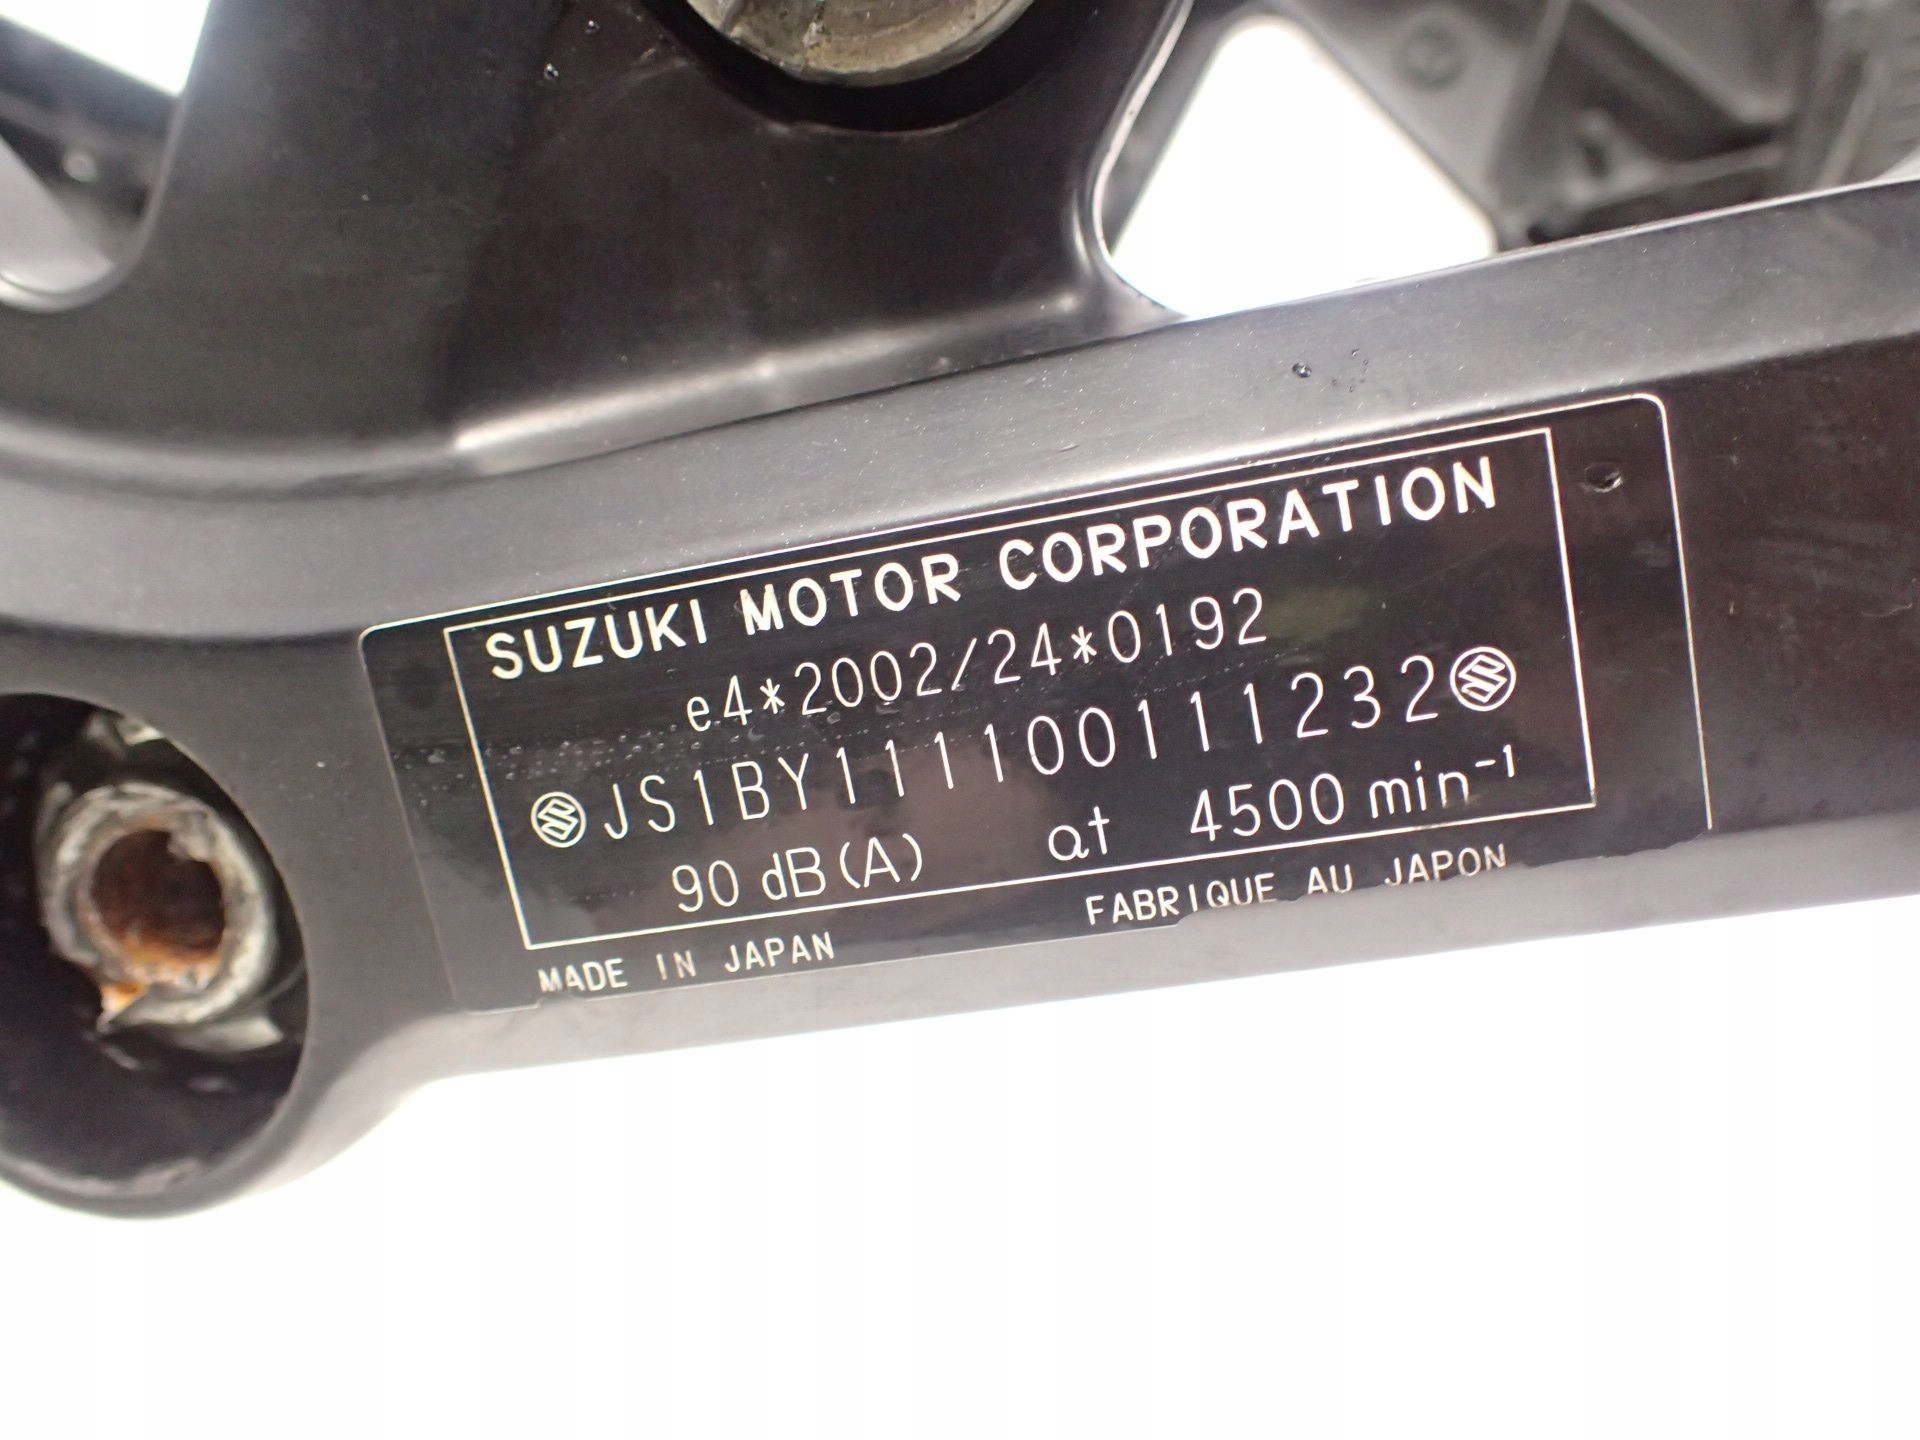 SUZUKI MOTOR CORPORATION
e4*2002/24*0192
JS1BY111100111232
90 dB(A) at 4500 min⁻¹
MADE IN JAPAN FABRIQUE AU JAPON